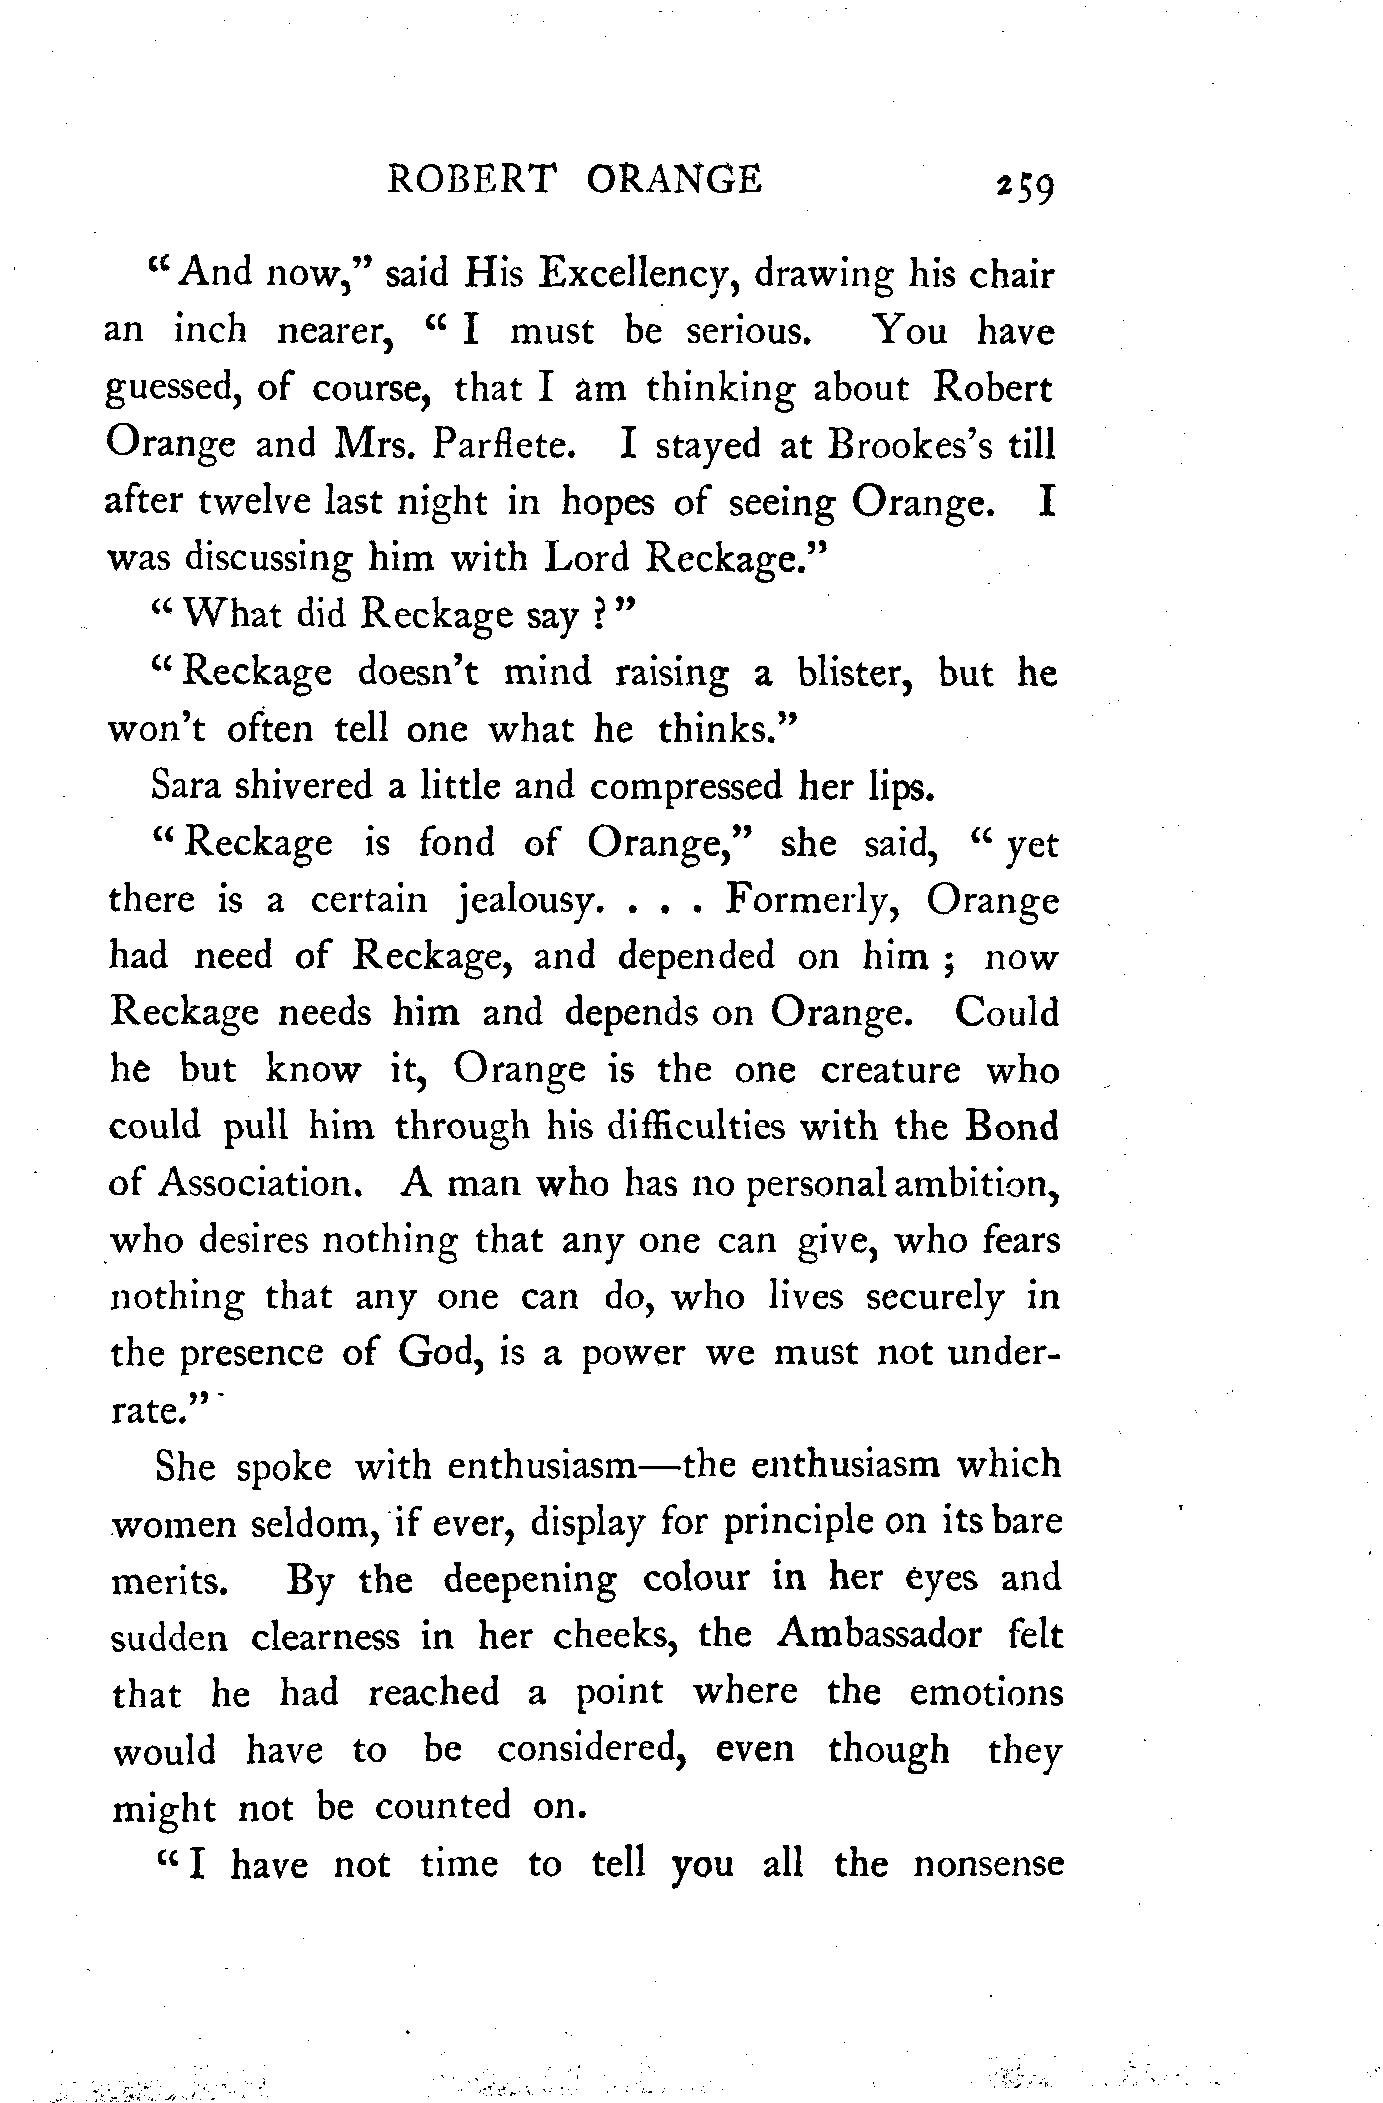 ROBERT ORANGE 259
"And now," said His Excellency, drawing his chair
an inch nearer, "I must be serious. You have
guessed, of course, that I am thinking about Robert
Orange and Mrs. Parflete. I stayed at Brookes's till
after twelve last night in hopes of seeing Orange. I
was discussing him with Lord Reckage."
"What did Reckage say ?"
"Reckage doesn't mind raising a blister, but he
won't often tell one what he thinks."
Sara shivered a little and compressed her lips.
"Reckage is fond of Orange," she said, "yet
there is a certain jealousy. . . . Formerly, Orange
had need of Reckage, and depended on him ; now
Reckage needs him and depends on Orange. Could
he but know it, Orange is the one creature who
could pull him through his difficulties with the Bond
of Association. A man who has no personal ambition,
who desires nothing that any one can give, who fears
nothing that any one can do, who lives securely in
the presence of God, is a power we must not under-
rate."
She spoke with enthusiasm—the enthusiasm which
women seldom, if ever, display for principle on its bare
merits. By the deepening colour in her eyes and
sudden clearness in her cheeks, the Ambassador felt
that he had reached a point where the emotions
would have to be considered, even though they
might not be counted on.
"I have not time to tell you all the nonsense